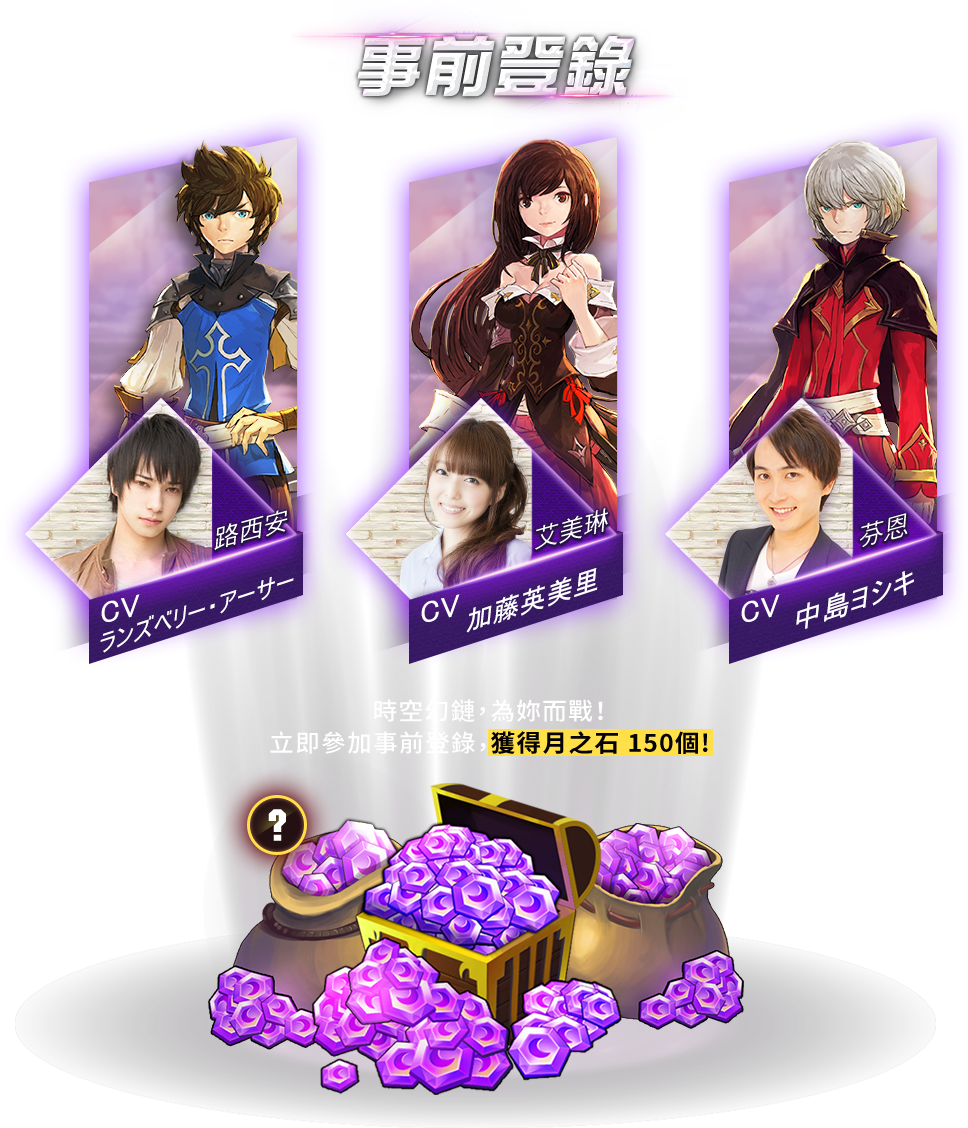 事前登錄
路西安
CV
ランズベリー・アーサー
艾美琳
CV 加藤英美里
芬恩
CV 中島ヨシキ
時空幻鏈,為妳而戰!
立即參加事前登錄,獲得月之石 150個!
?